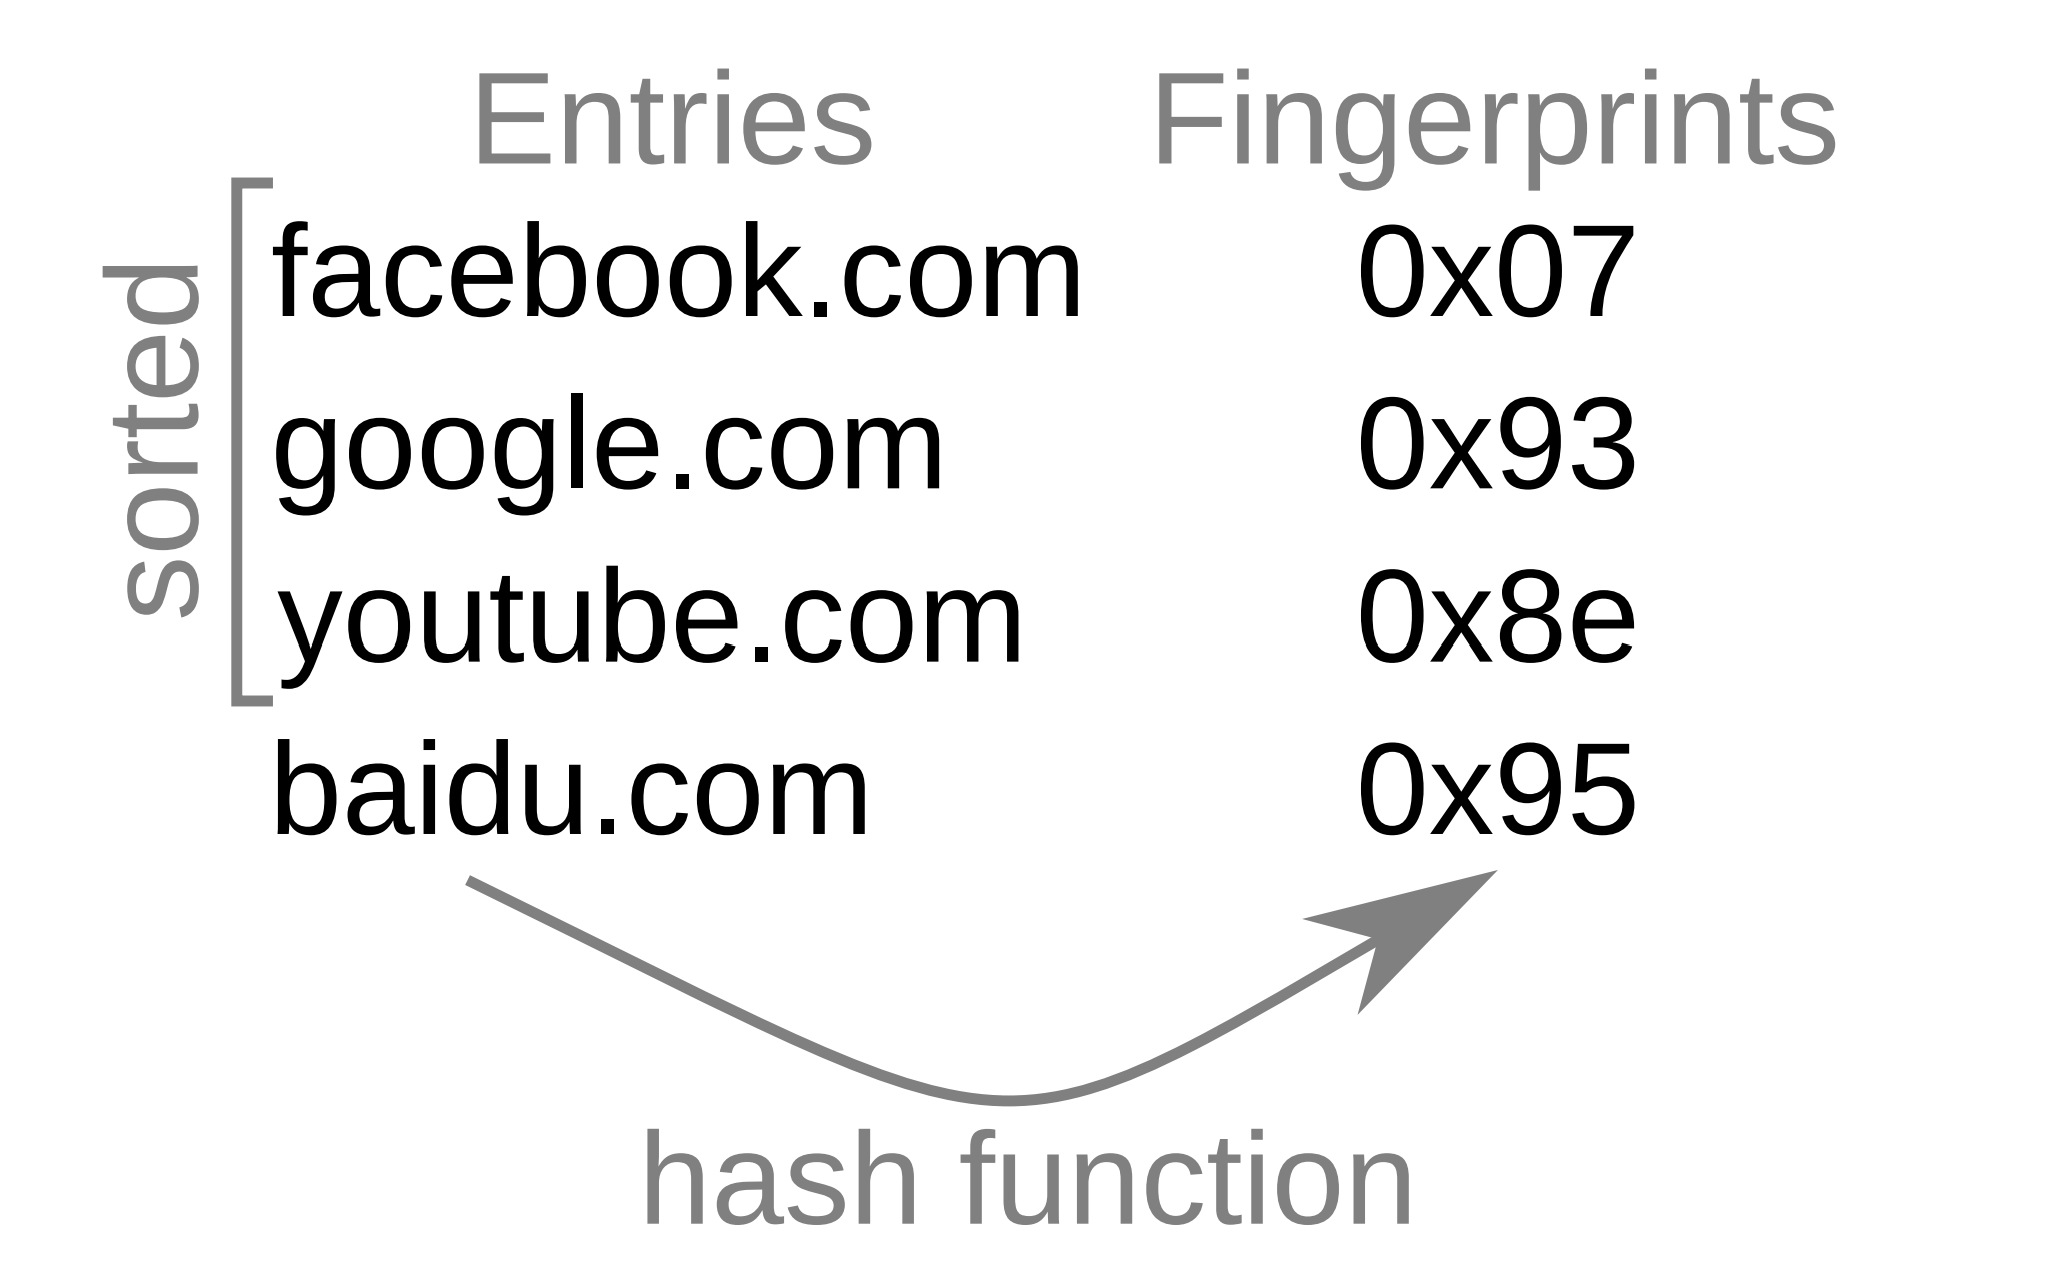 Entries Fingerprints
sorted
facebook.com 0x07
google.com 0x93
youtube.com 0x8e
baidu.com 0x95
hash function